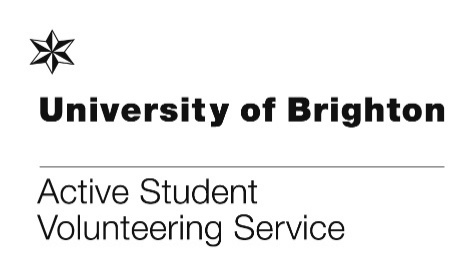 University of Brighton
Active Student
Volunteering Service